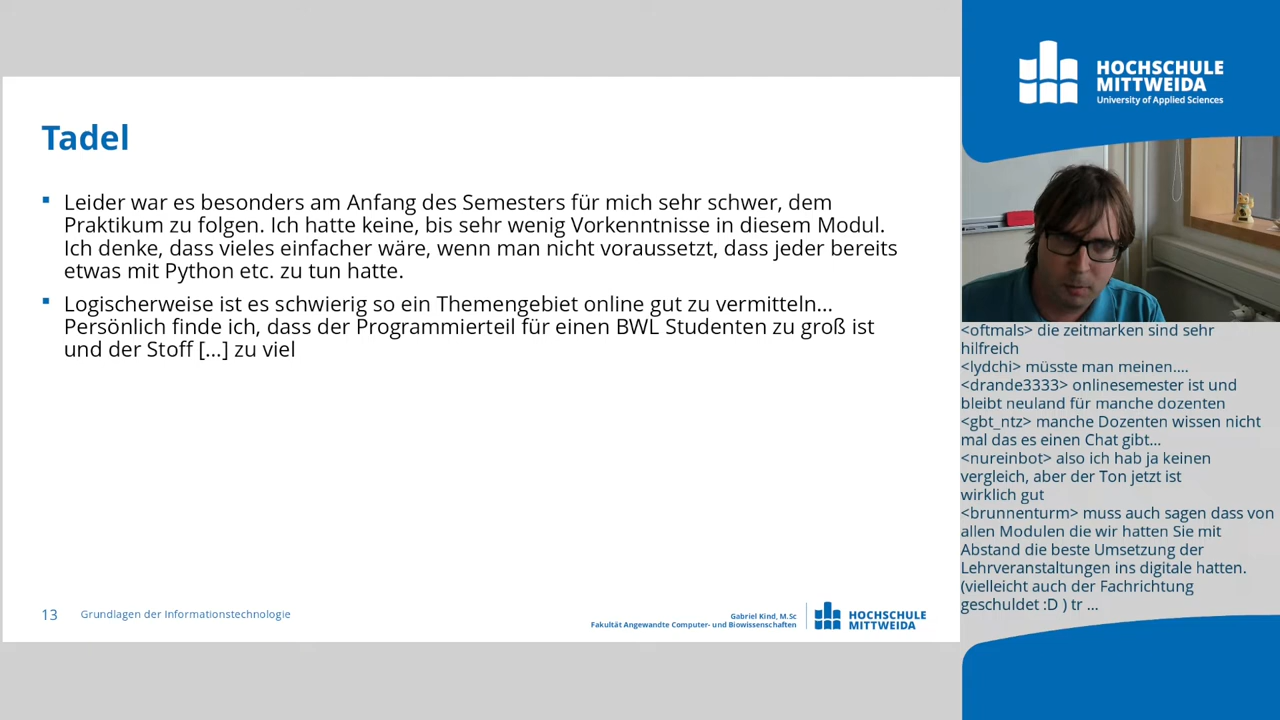 Tadel
Leider war es besonders am Anfang des Semesters für mich sehr schwer, dem
Praktikum zu folgen. Ich hatte keine, bis sehr wenig Vorkenntnisse in diesem Modul.
Ich denke, dass vieles einfacher wäre, wenn man nicht voraussetzt, dass jeder bereits
etwas mit Python etc. zu tun hatte.
Logischerweise ist es schwierig so ein Themengebiet online gut zu vermitteln...
Persönlich finde ich, dass der Programmierteil für einen BWL Studenten zu groß ist
und der Stoff [...] zu viel
13
Grundlagen der Informationstechnologie
Gabriel Kind, M.Sc
Fakultät Angewandte Computer- und Biowissenschaften
HOCHSCHULE
MITTWEIDA
HOCHSCHULE
MITTWEIDA
University of Applied Sciences
<oftmals> die zeitmarken sind sehr
hilfreich
<lydchi> müsste man meinen....
<drande3333> onlinesemester ist und
bleibt neuland für manche dozenten
<gbt_ntz> manche Dozenten wissen nicht
mal das es einen Chat gibt...
<nureinbot> also ich hab ja keinen
vergleich, aber der Ton jetzt ist
wirklich gut
<brunnenturm> muss auch sagen dass von
allen Modulen die wir hatten Sie mit
Abstand die beste Umsetzung der
Lehrveranstaltungen ins digitale hatten.
(vielleicht auch der Fachrichtung
geschuldet :D ) tr ...